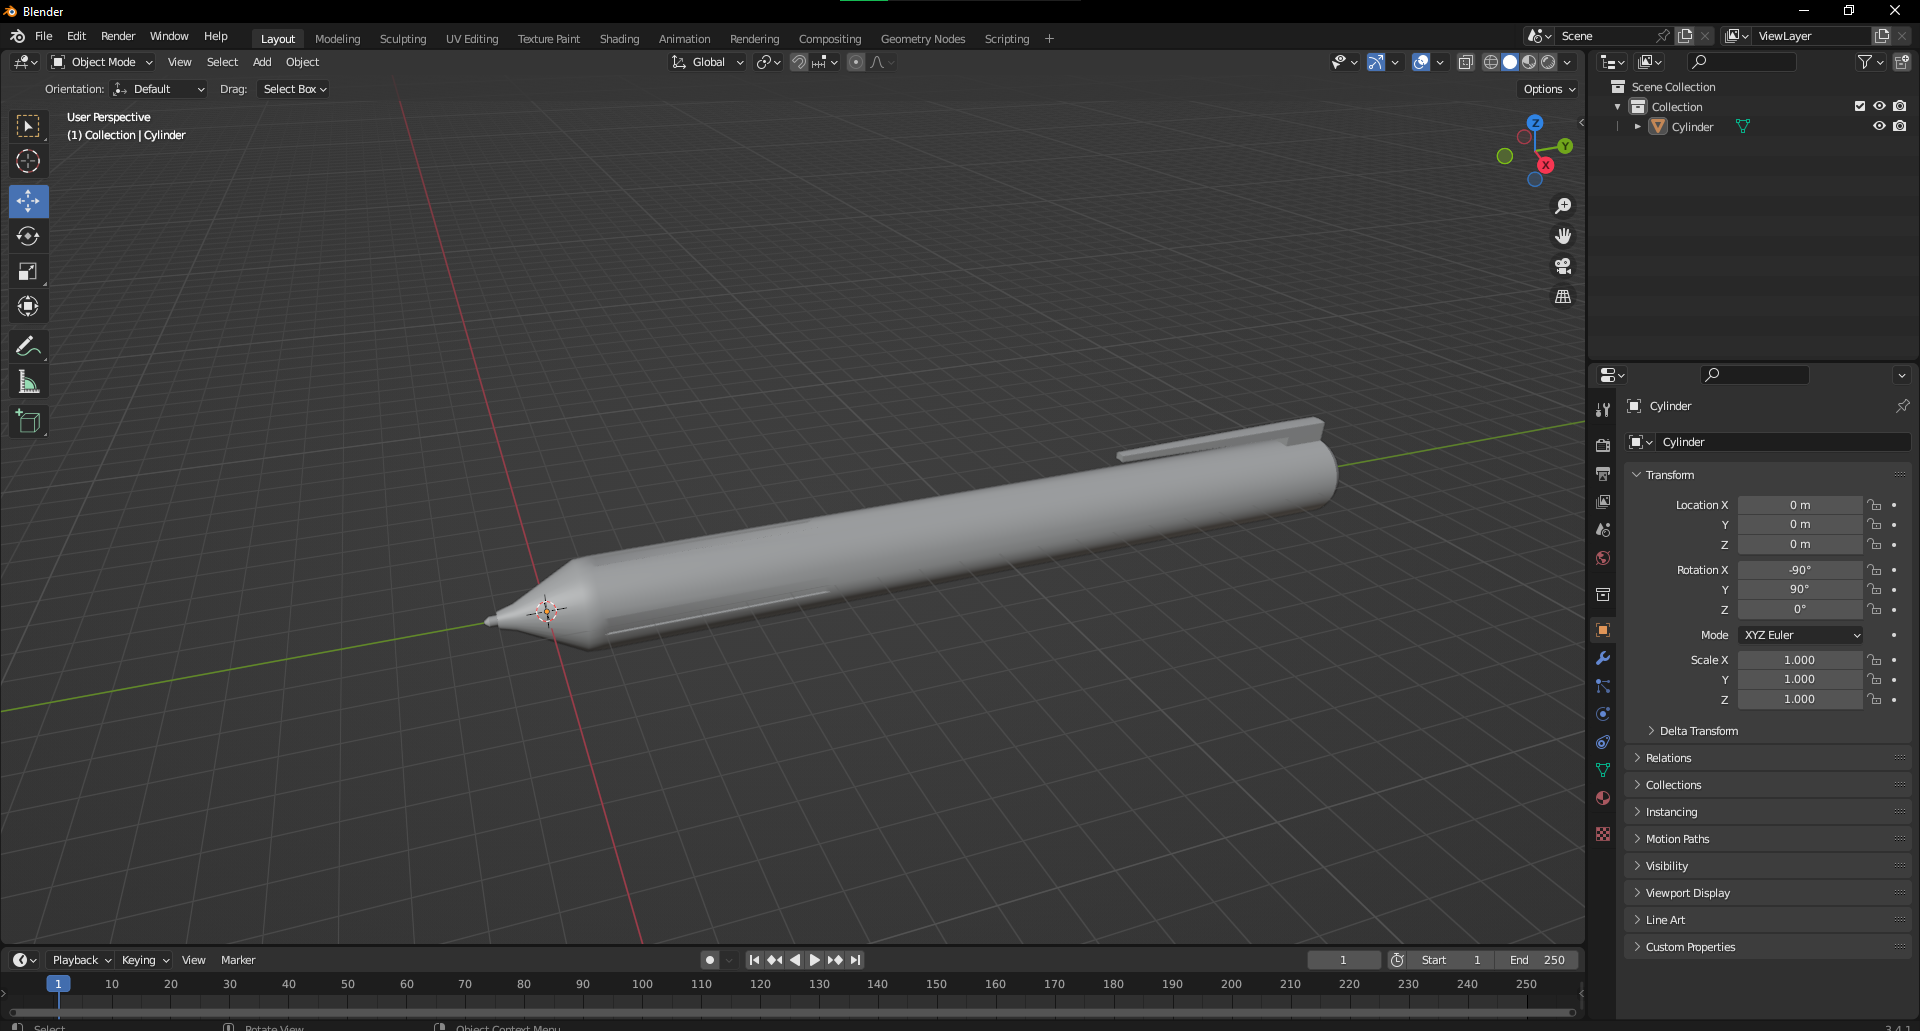 Blender
File Edit Render Window Help Layout Modeling Sculpting UV Editing Texture Paint Shading Animation Rendering Compositing Geometry Nodes Scripting + Scene ViewLayer
Object Mode View Select Add Object Global
Orientation: Default Drag: Select Box Options
User Perspective
(1) Collection | Cylinder
Z
Y
X
Scene Collection
Collection
Cylinder
Cylinder
Cylinder
Transform
Location X 0 m
Y 0 m
Z 0 m
Rotation X -90°
Y 90°
Z 0°
Mode XYZ Euler
Scale X 1.000
Y 1.000
Z 1.000
Delta Transform
Relations
Collections
Instancing
Motion Paths
Visibility
Viewport Display
Line Art
Custom Properties
Playback Keying View Marker 1 Start 1 End 250
1 10 20 30 40 50 60 70 80 90 100 110 120 130 140 150 160 170 180 190 200 210 220 230 240 250
Select Rotate View Object Context Menu 3.4.1